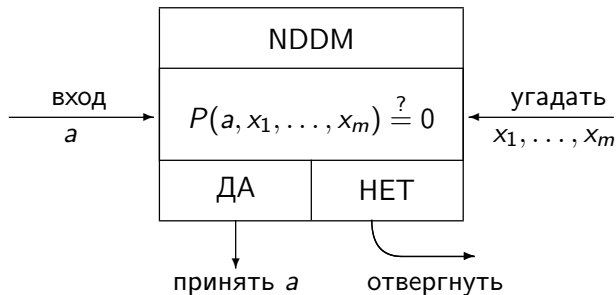 NDDM
вход
a
P(a, x₁, . . . , xₘ) ≟ 0
угадать
x₁, . . . , xₘ
ДА
НЕТ
принять a
отвергнуть